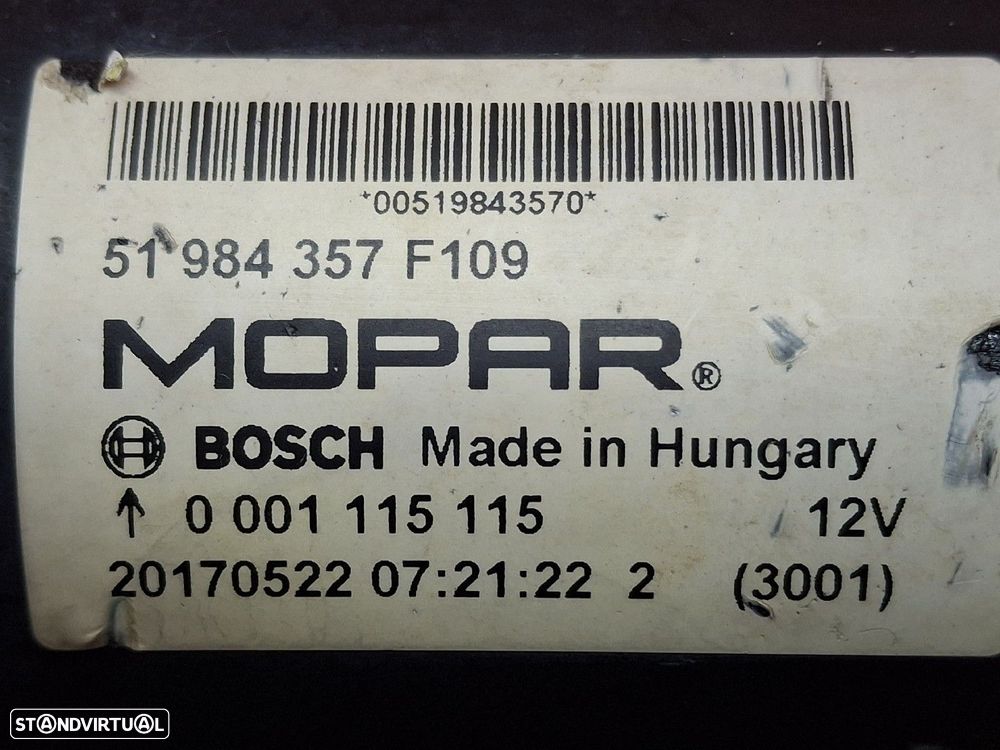 *00519843570*
51 984 357 F109
MOPAR®
BOSCH Made in Hungary
↑ 0 001 115 115 12V
20170522 07:21:22 2 (3001)
STANDVIRTUAL